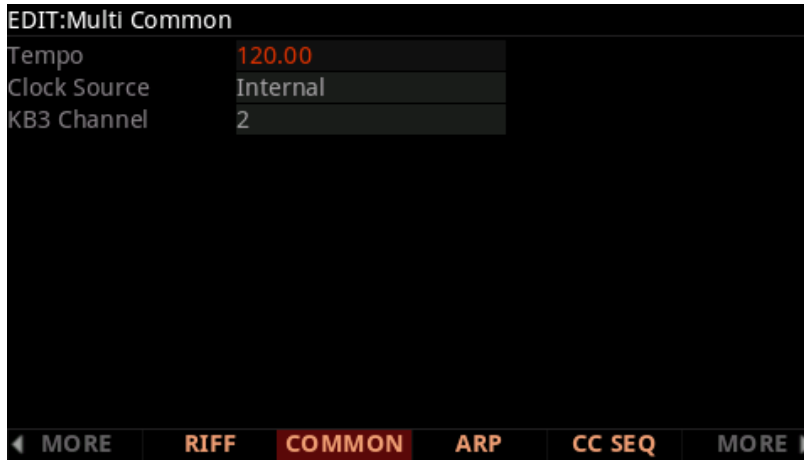 EDIT:Multi Common
Tempo 120.00
Clock Source Internal
KB3 Channel 2
MORE RIFF COMMON ARP CC SEQ MORE